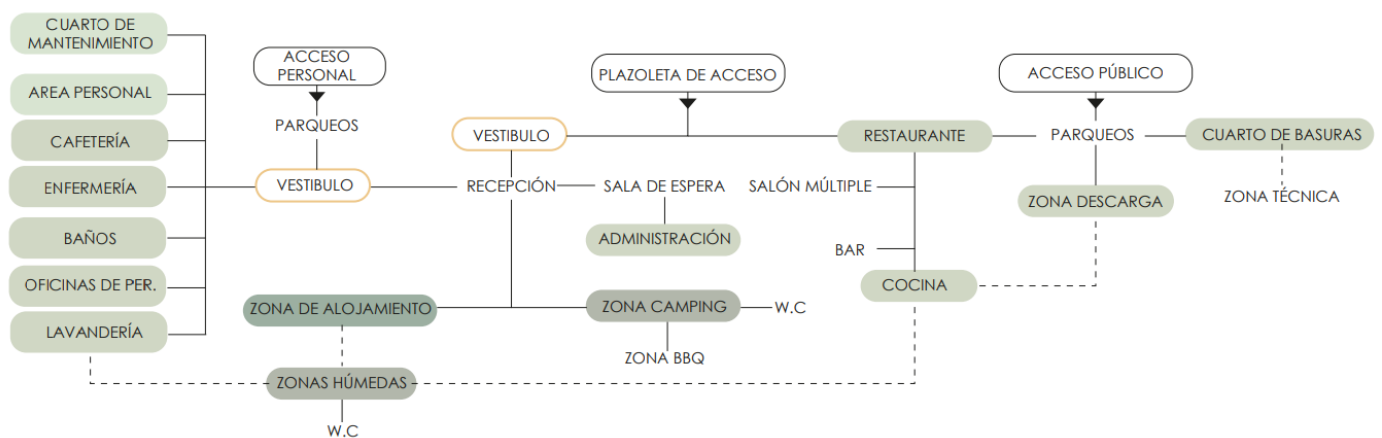 CUARTO DE
MANTENIMIENTO
AREA PERSONAL
CAFETERÍA
ENFERMERÍA
BAÑOS
OFICINAS DE PER.
LAVANDERÍA
ACCESO
PERSONAL
PARQUEOS
VESTIBULO
PLAZOLETA DE ACCESO
VESTIBULO
RECEPCIÓN
SALA DE ESPERA
ADMINISTRACIÓN
ZONA DE ALOJAMIENTO
ZONA CAMPING
W.C
ZONA BBQ
ZONAS HÚMEDAS
W.C
ACCESO PÚBLICO
RESTAURANTE
PARQUEOS
CUARTO DE BASURAS
SALÓN MÚLTIPLE
ZONA DESCARGA
ZONA TÉCNICA
BAR
COCINA